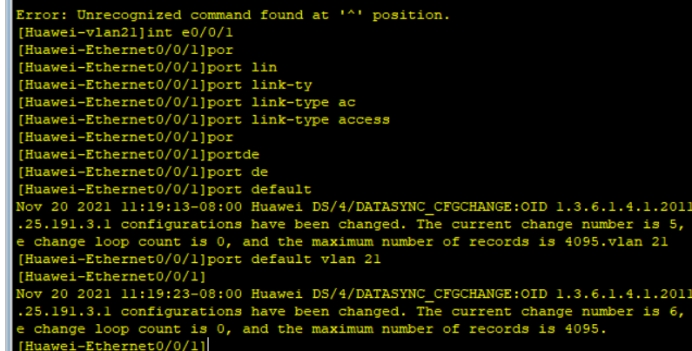 Error: Unrecognized command found at '^' position.
[Huawei-vlan21]int e0/0/1
[Huawei-Ethernet0/0/1]por
[Huawei-Ethernet0/0/1]port lin
[Huawei-Ethernet0/0/1]port link-ty
[Huawei-Ethernet0/0/1]port link-type ac
[Huawei-Ethernet0/0/1]port link-type access
[Huawei-Ethernet0/0/1]por
[Huawei-Ethernet0/0/1]portde
[Huawei-Ethernet0/0/1]port de
[Huawei-Ethernet0/0/1]port default
Nov 20 2021 11:19:13-08:00 Huawei DS/4/DATASYNC_CFGCHANGE:OID 1.3.6.1.4.1.2011
.25.191.3.1 configurations have been changed. The current change number is 5,
e change loop count is 0, and the maximum number of records is 4095.vlan 21
[Huawei-Ethernet0/0/1]port default vlan 21
[Huawei-Ethernet0/0/1]
Nov 20 2021 11:19:23-08:00 Huawei DS/4/DATASYNC_CFGCHANGE:OID 1.3.6.1.4.1.2011
.25.191.3.1 configurations have been changed. The current change number is 6,
e change loop count is 0, and the maximum number of records is 4095.
[Huawei-Ethernet0/0/1]